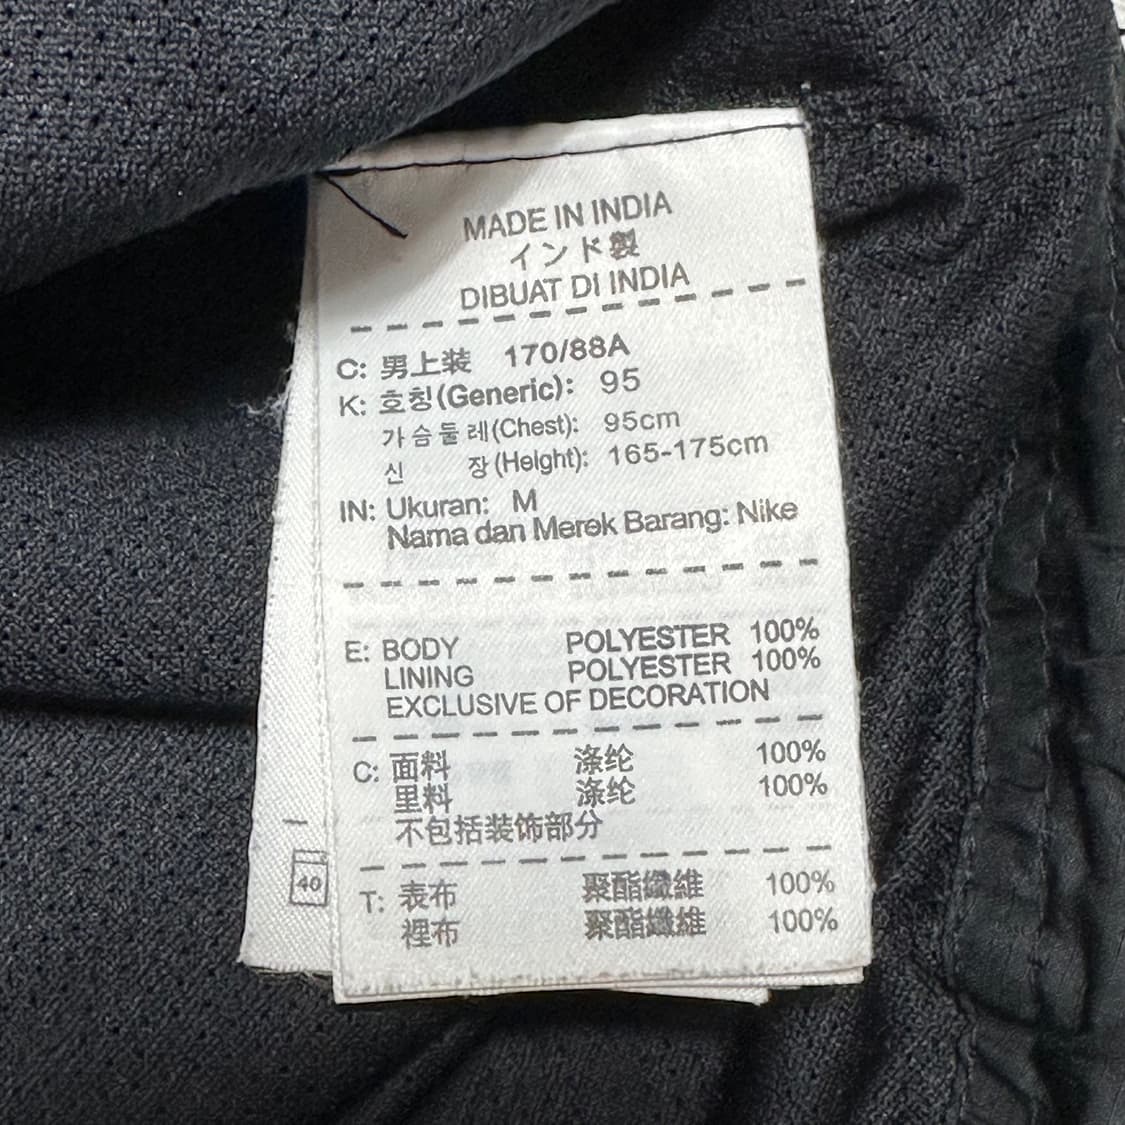 MADE IN INDIA
インド製
DIBUAT DI INDIA
C: 男上装 170/88A
K: 호칭(Generic): 95
가슴둘레(Chest): 95cm
신 장(Height): 165-175cm
IN: Ukuran: M
Nama dan Merek Barang: Nike
E: BODY POLYESTER 100%
LINING POLYESTER 100%
EXCLUSIVE OF DECORATION
C: 面料 涤纶 100%
里料 涤纶 100%
不包括装饰部分
40
T: 表布 聚酯纖維 100%
裡布 聚酯纖維 100%